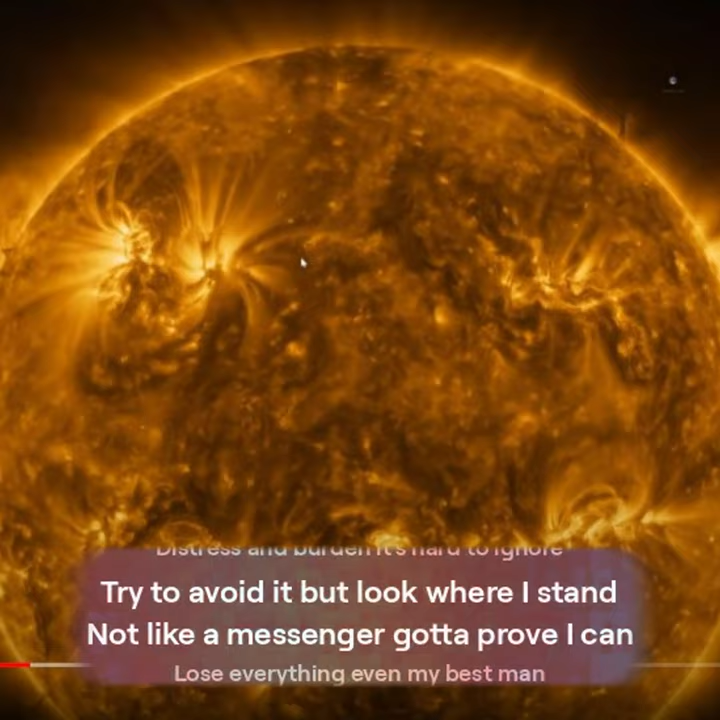 Distress and burden it's hard to ignore
Try to avoid it but look where I stand
Not like a messenger gotta prove I can
Lose everything even my best man